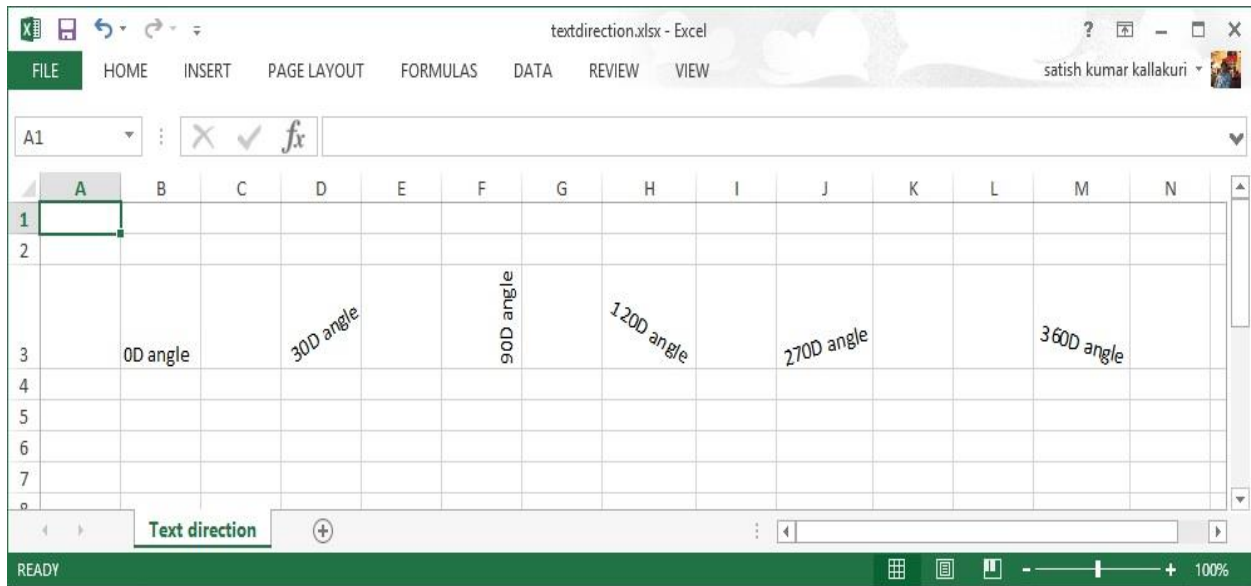 textdirection.xlsx - Excel
?
FILE HOME INSERT PAGE LAYOUT FORMULAS DATA REVIEW VIEW
satish kumar kallakuri
A1
fx
A B C D E F G H I J K L M N
1
2
3 0D angle 30D angle 90D angle 120D angle 270D angle 360D angle
4
5
6
7
8
Text direction
READY
100%